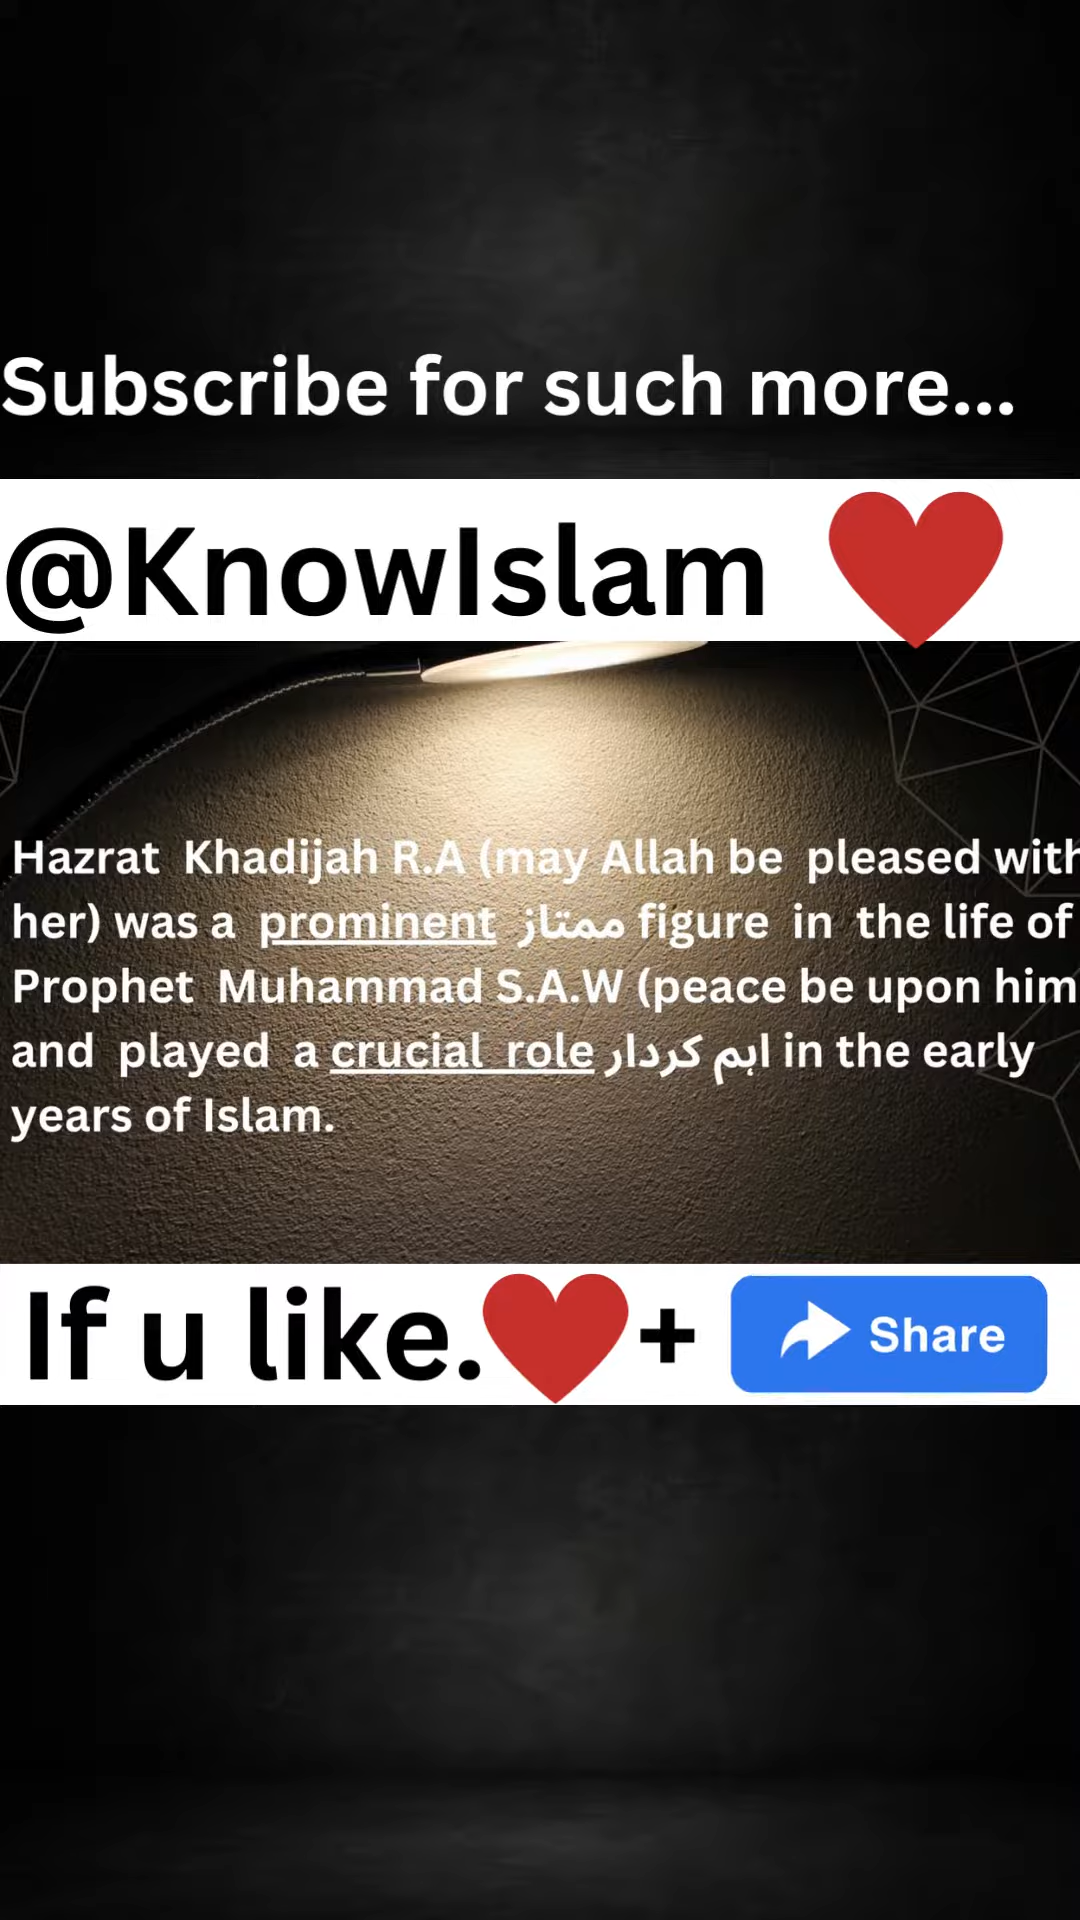 Subscribe for such more...
@KnowIslam
Hazrat Khadijah R.A (may Allah be pleased with
her) was a prominent ممتاز figure in the life of
Prophet Muhammad S.A.W (peace be upon him
and played a crucial role اہم کردار in the early
years of Islam.
If u like. + Share